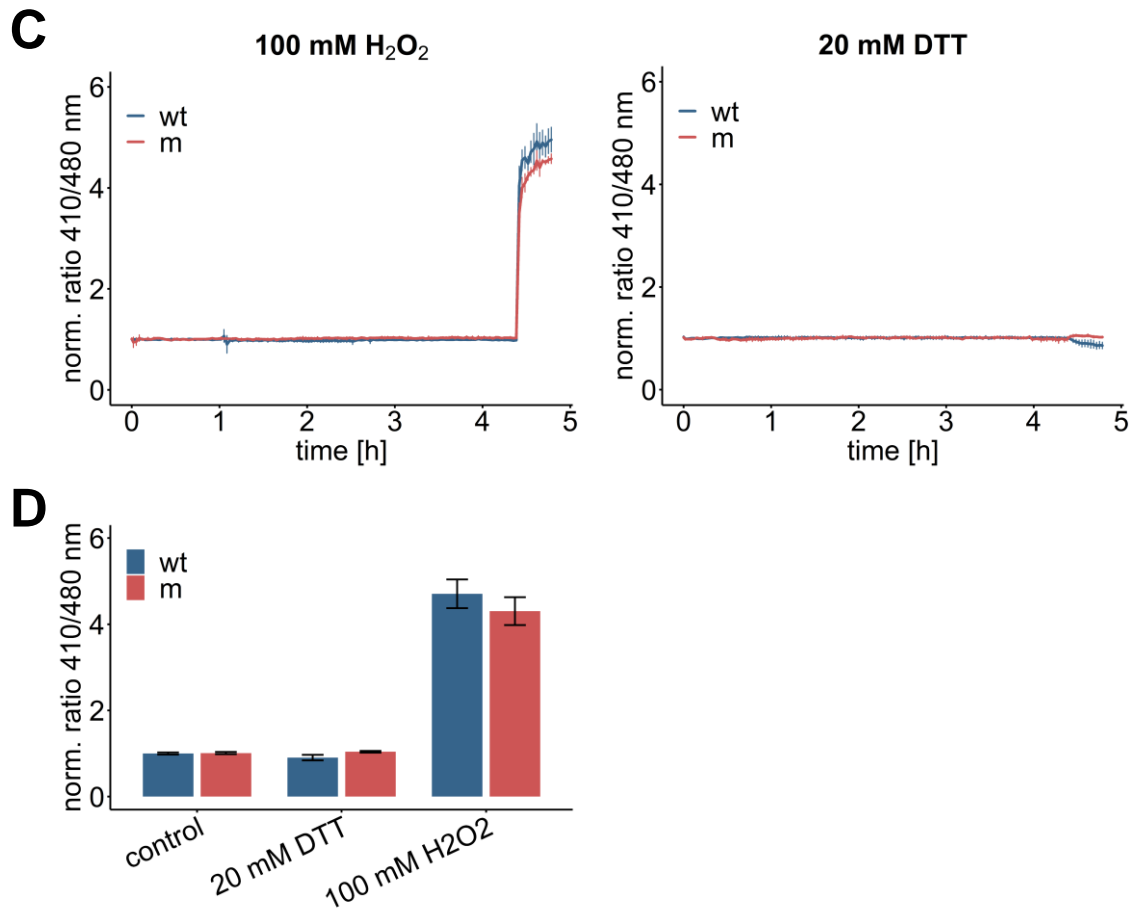 C
100 mM H₂O₂
norm. ratio 410/480 nm
6
4
2
0
wt
m
0 1 2 3 4 5
time [h]
20 mM DTT
norm. ratio 410/480 nm
6
4
2
0
wt
m
0 1 2 3 4 5
time [h]
D
norm. ratio 410/480 nm
6
4
2
0
wt
m
control
20 mM DTT
100 mM H2O2